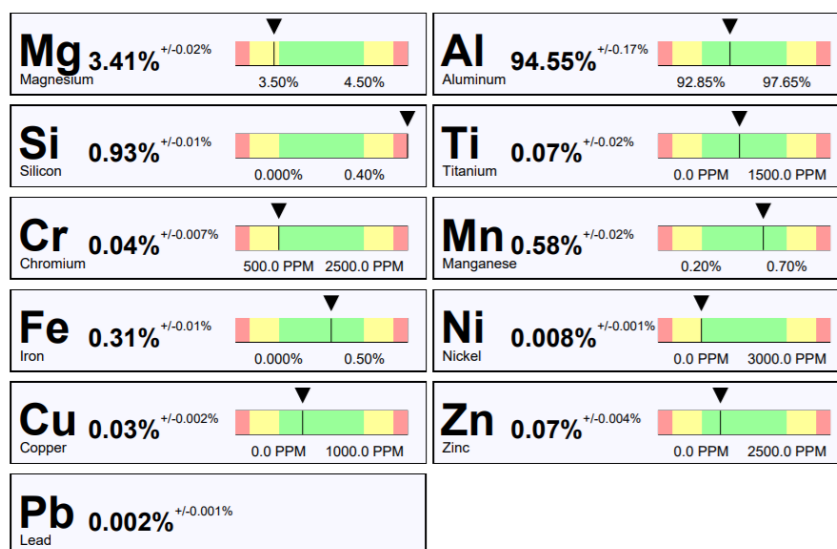 Mg 3.41% +/-0.02%
Magnesium 3.50% 4.50%
Al 94.55% +/-0.17%
Aluminum 92.85% 97.65%
Si 0.93% +/-0.01%
Silicon 0.000% 0.40%
Ti 0.07% +/-0.02%
Titanium 0.0 PPM 1500.0 PPM
Cr 0.04% +/-0.007%
Chromium 500.0 PPM 2500.0 PPM
Mn 0.58% +/-0.02%
Manganese 0.20% 0.70%
Fe 0.31% +/-0.01%
Iron 0.000% 0.50%
Ni 0.008% +/-0.001%
Nickel 0.0 PPM 3000.0 PPM
Cu 0.03% +/-0.002%
Copper 0.0 PPM 1000.0 PPM
Zn 0.07% +/-0.004%
Zinc 0.0 PPM 2500.0 PPM
Pb 0.002% +/-0.001%
Lead